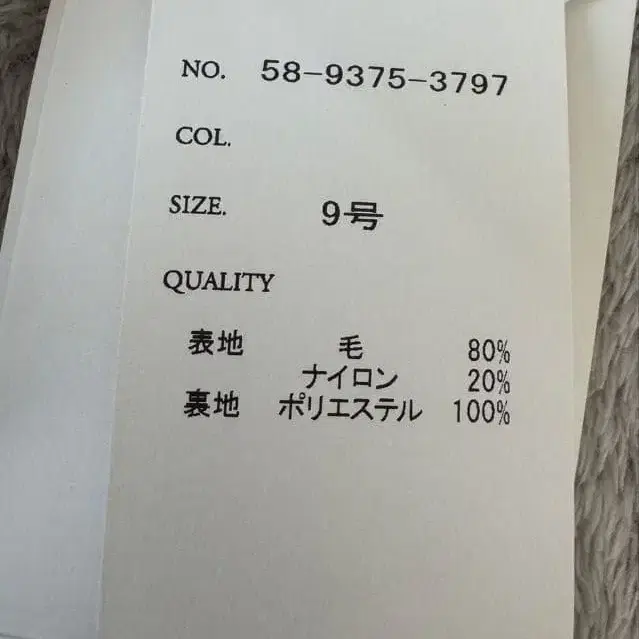 NO. 58-9375-3797
COL.
SIZE. 9号
QUALITY
表地 毛 80%
ナイロン 20%
裏地 ポリエステル 100%